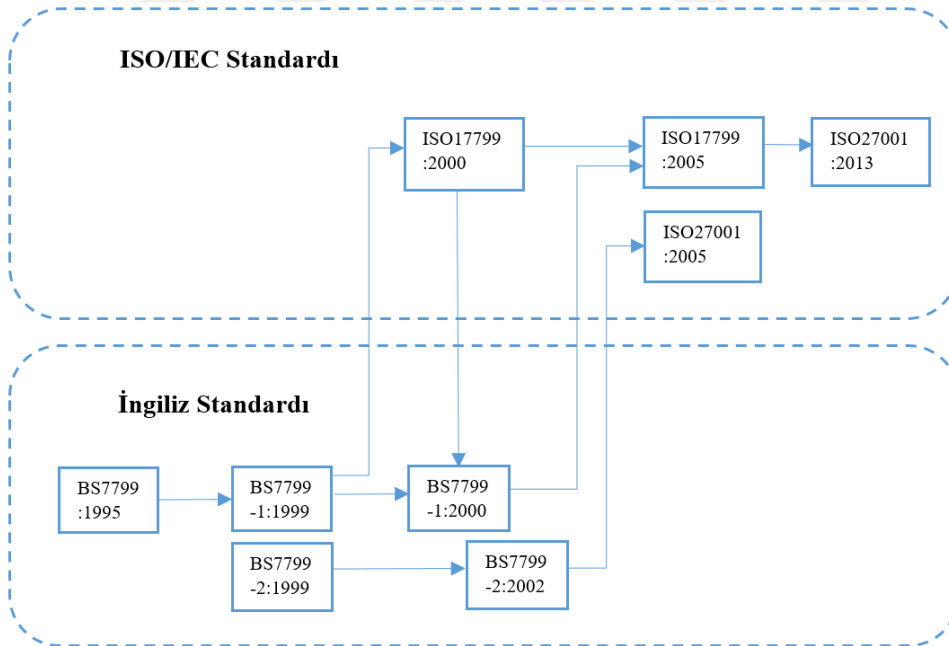 ISO/IEC Standardı
ISO17799
:2000
ISO17799
:2005
ISO27001
:2013
ISO27001
:2005
İngiliz Standardı
BS7799
:1995
BS7799
-1:1999
BS7799
-1:2000
BS7799
-2:1999
BS7799
-2:2002